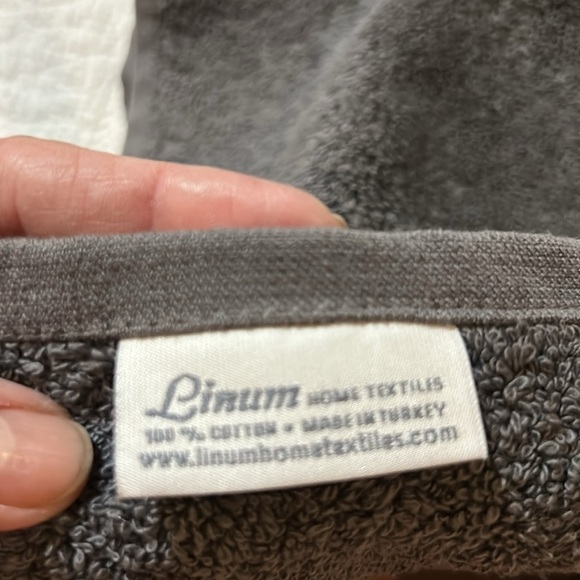 Linum HOME TEXTILES
100 % COTTON • MADE IN TURKEY
www.linumhometextiles.com